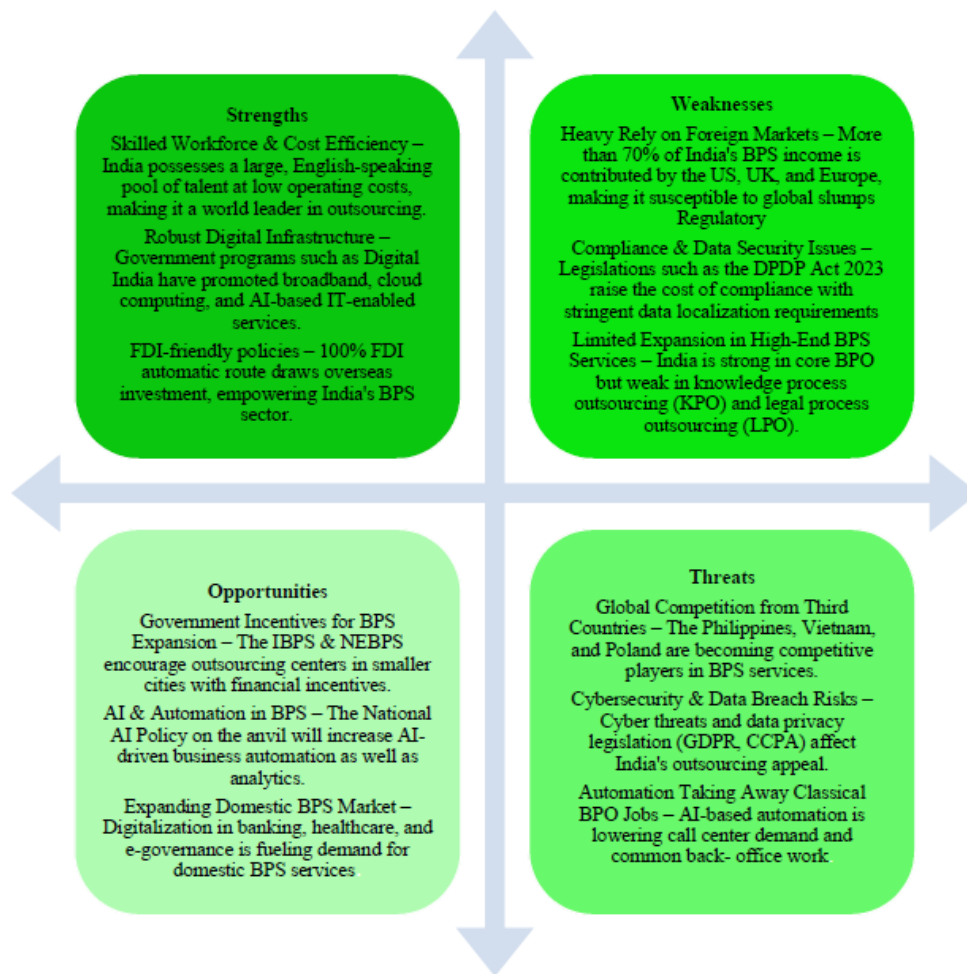 Strengths
Skilled Workforce & Cost Efficiency –
India possesses a large, English-speaking
pool of talent at low operating costs,
making it a world leader in outsourcing.
Robust Digital Infrastructure –
Government programs such as Digital
India have promoted broadband, cloud
computing, and AI-based IT-enabled
services.
FDI-friendly policies – 100% FDI
automatic route draws overseas
investment, empowering India's BPS
sector.
Weaknesses
Heavy Rely on Foreign Markets – More
than 70% of India's BPS income is
contributed by the US, UK, and Europe,
making it susceptible to global slumps
Regulatory
Compliance & Data Security Issues –
Legislations such as the DPDP Act 2023
raise the cost of compliance with
stringent data localization requirements
Limited Expansion in High-End BPS
Services – India is strong in core BPO
but weak in knowledge process
outsourcing (KPO) and legal process
outsourcing (LPO).
Opportunities
Government Incentives for BPS
Expansion – The IBPS & NEBPS
encourage outsourcing centers in smaller
cities with financial incentives.
AI & Automation in BPS – The National
AI Policy on the anvil will increase AI-
driven business automation as well as
analytics.
Expanding Domestic BPS Market –
Digitalization in banking, healthcare, and
e-governance is fueling demand for
domestic BPS services
Threats
Global Competition from Third
Countries – The Philippines, Vietnam,
and Poland are becoming competitive
players in BPS services.
Cybersecurity & Data Breach Risks –
Cyber threats and data privacy
legislation (GDPR, CCPA) affect
India's outsourcing appeal.
Automation Taking Away Classical
BPO Jobs – AI-based automation is
lowering call center demand and
common back- office work.